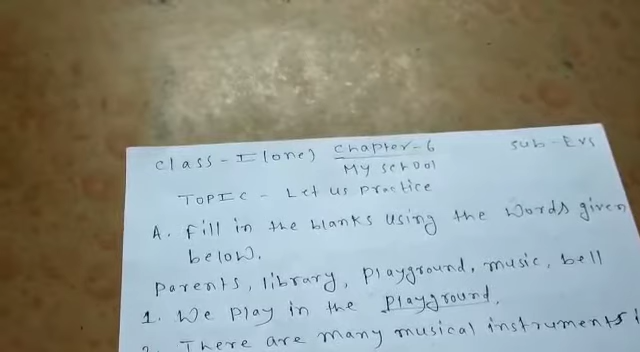 class - I (one) Chapter-6 sub-Evs
My school
TOPIC - Let us practice
A. Fill in the blanks using the words given
below.
parents, library, playground, music, bell
1. We play in the playground.
2. There are many musical instruments i